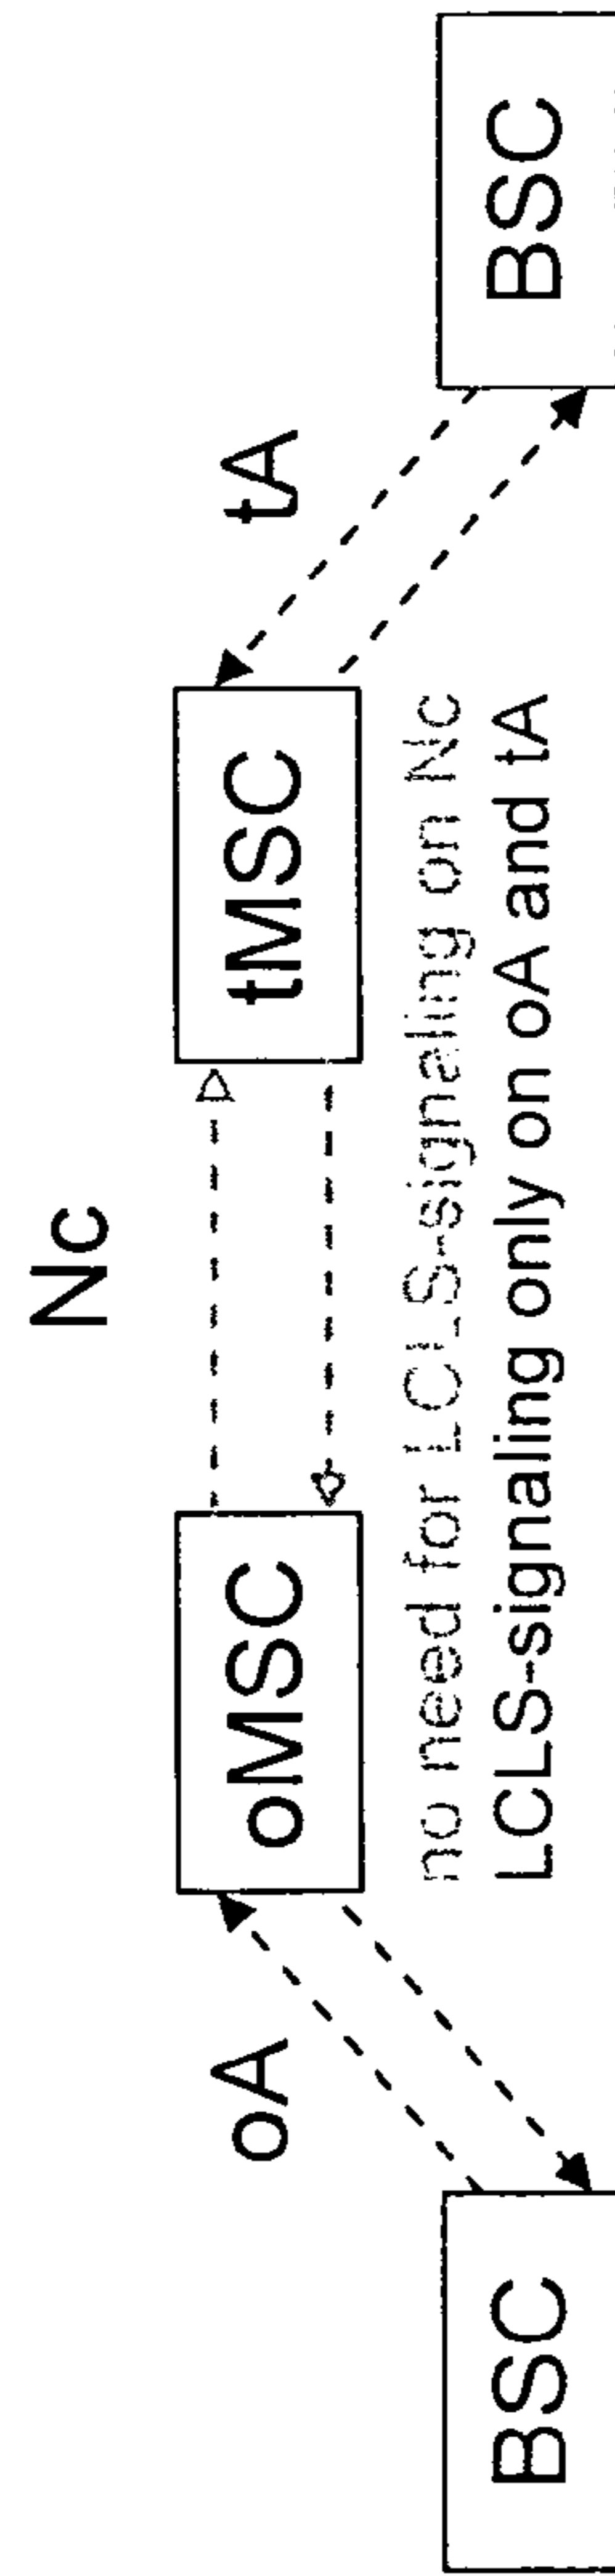 Nc
oA
tA
oMSC
tMSC
no need for LCLS-signaling on Nc
LCLS-signaling only on oA and tA
BSC
BSC